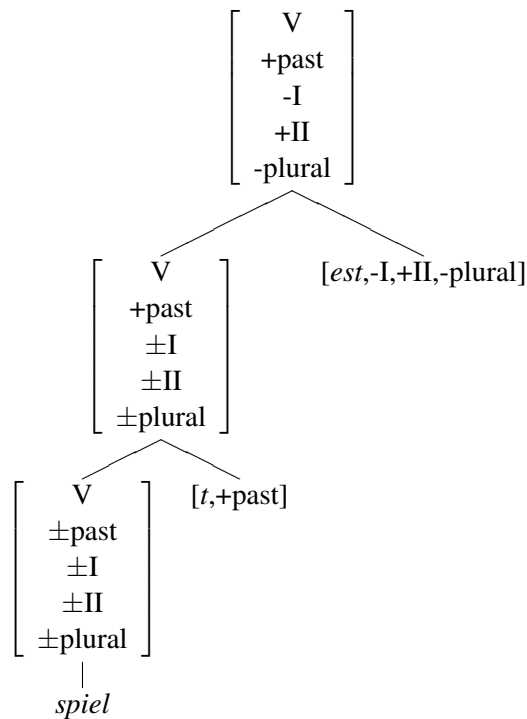 V
+past
-I
+II
-plural
V
+past
±I
±II
±plural
[est,-I,+II,-plural]
V
±past
±I
±II
±plural
[t,+past]
spiel